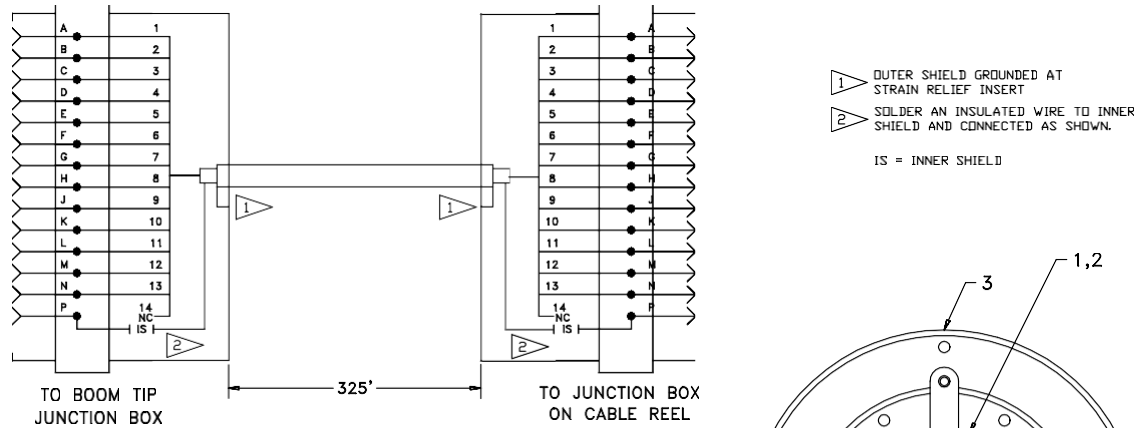 A 1
B 2
C 3
D 4
E 5
F 6
G 7
H 8
J 9
K 10
L 11
M 12
N 13
P 14
NC
IS
1
2
1
2
325'
TO BOOM TIP
JUNCTION BOX
1 A
2 B
3 C
4 D
5 E
6 F
7 G
8 H
9 J
10 K
11 L
12 M
13 N
14 P
NC
IS
TO JUNCTION BOX
ON CABLE REEL
1 OUTER SHIELD GROUNDED AT
STRAIN RELIEF INSERT
2 SOLDER AN INSULATED WIRE TO INNER
SHIELD AND CONNECTED AS SHOWN.
IS = INNER SHIELD
3
1,2